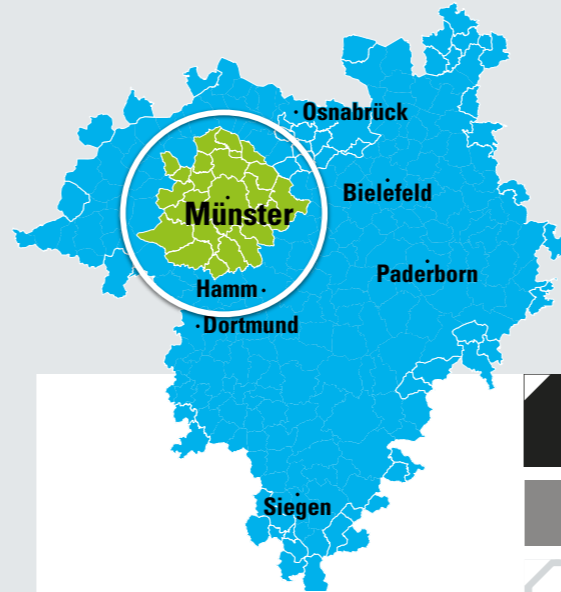 Osnabrück
Bielefeld
Münster
Paderborn
Hamm
Dortmund
Siegen